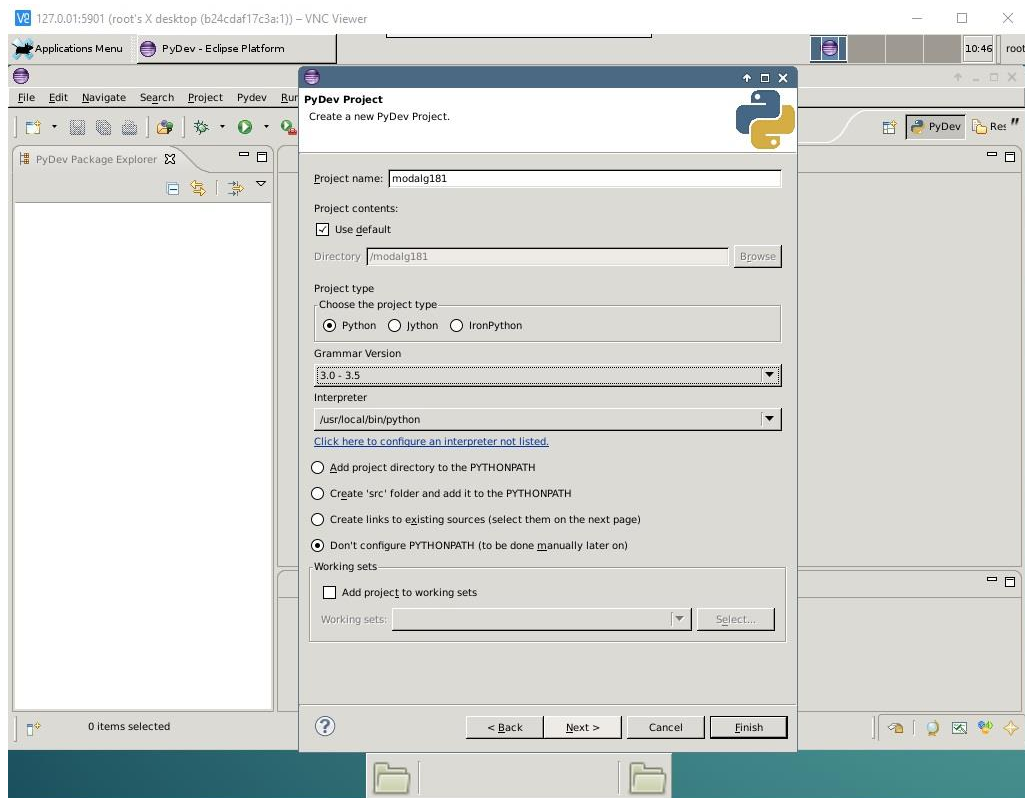 127.0.01:5901 (root's X desktop (b24cdaf17c3a:1)) – VNC Viewer
Applications Menu
PyDev - Eclipse Platform
10:46
root
File Edit Navigate Search Project Pydev Run
PyDev Project
Create a new PyDev Project.
PyDev
PyDev Package Explorer
Project name: modalg181
Project contents:
Use default
Directory /modalg181 Browse
Project type
Choose the project type
Python Jython IronPython
Grammar Version
3.0 - 3.5
Interpreter
/usr/local/bin/python
Click here to configure an interpreter not listed.
Add project directory to the PYTHONPATH
Create 'src' folder and add it to the PYTHONPATH
Create links to existing sources (select them on the next page)
Don't configure PYTHONPATH (to be done manually later on)
Working sets
Add project to working sets
Working sets: Select...
0 items selected
? < Back Next > Cancel Finish